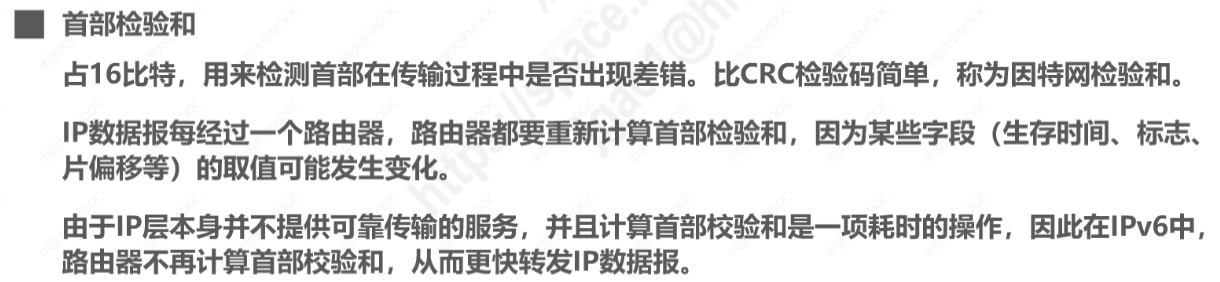 首部检验和
占16比特，用来检测首部在传输过程中是否出现差错。比CRC检验码简单，称为因特网检验和。
IP数据报每经过一个路由器，路由器都要重新计算首部检验和，因为某些字段（生存时间、标志、
片偏移等）的取值可能发生变化。
由于IP层本身并不提供可靠传输的服务，并且计算首部校验和是一项耗时的操作，因此在IPv6中，
路由器不再计算首部校验和，从而更快转发IP数据报。